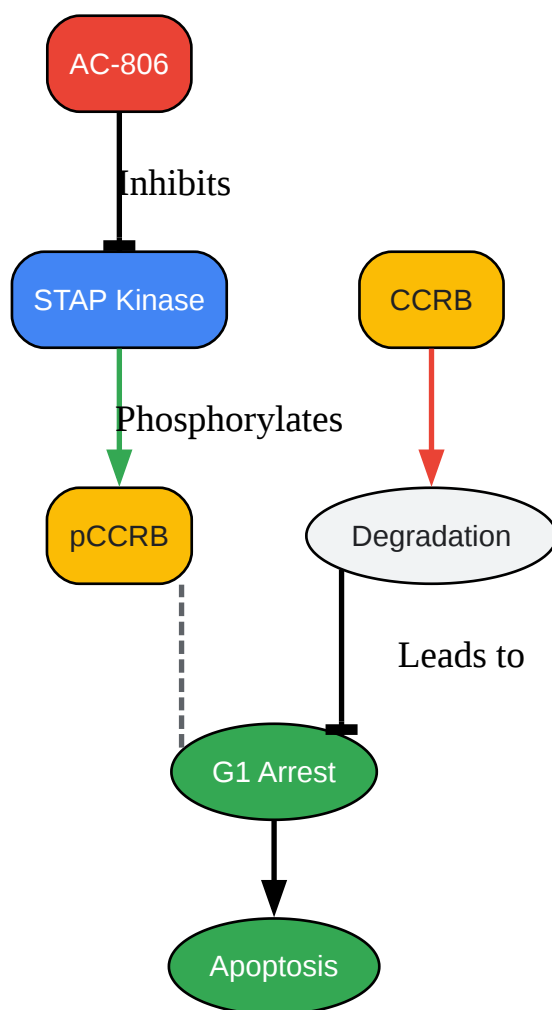 AC-806
Inhibits
STAP Kinase
CCRB
Phosphorylates
pCCRB
Degradation
Leads to
G1 Arrest
Apoptosis